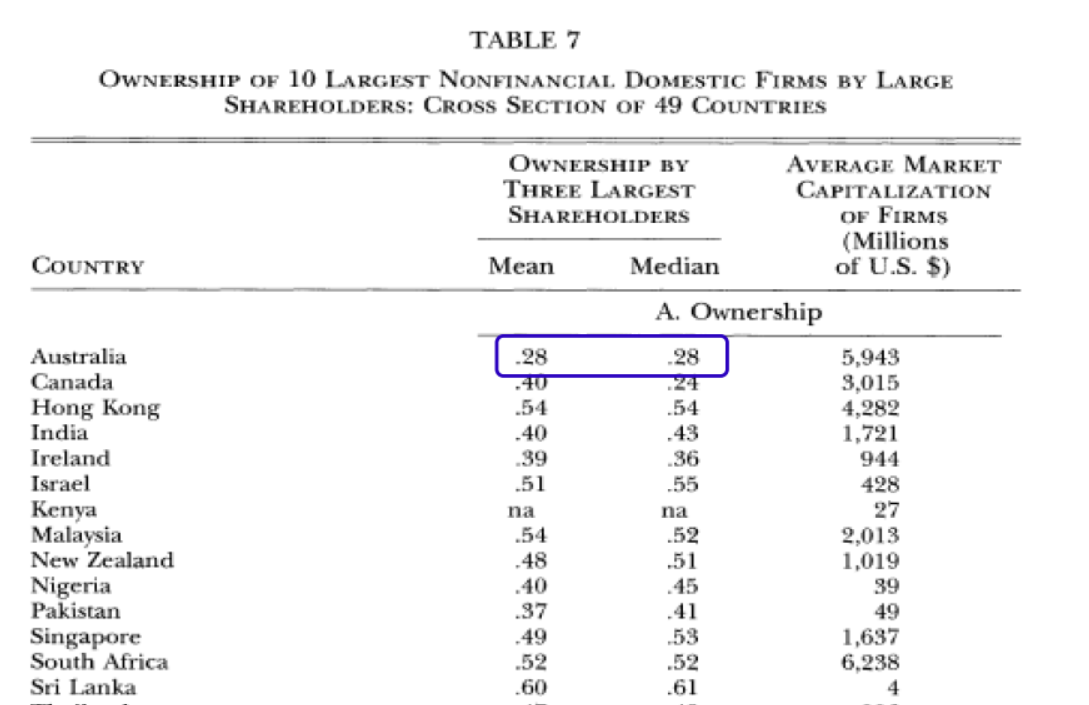 TABLE 7
OWNERSHIP OF 10 LARGEST NONFINANCIAL DOMESTIC FIRMS BY LARGE
SHAREHOLDERS: CROSS SECTION OF 49 COUNTRIES
OWNERSHIP BY AVERAGE MARKET
THREE LARGEST CAPITALIZATION
SHAREHOLDERS OF FIRMS
(Millions
COUNTRY Mean Median of U.S. $)
A. Ownership
Australia .28 .28 5,943
Canada .40 .24 3,015
Hong Kong .54 .54 4,282
India .40 .43 1,721
Ireland .39 .36 944
Israel .51 .55 428
Kenya na na 27
Malaysia .54 .52 2,013
New Zealand .48 .51 1,019
Nigeria .40 .45 39
Pakistan .37 .41 49
Singapore .49 .53 1,637
South Africa .52 .52 6,238
Sri Lanka .60 .61 4